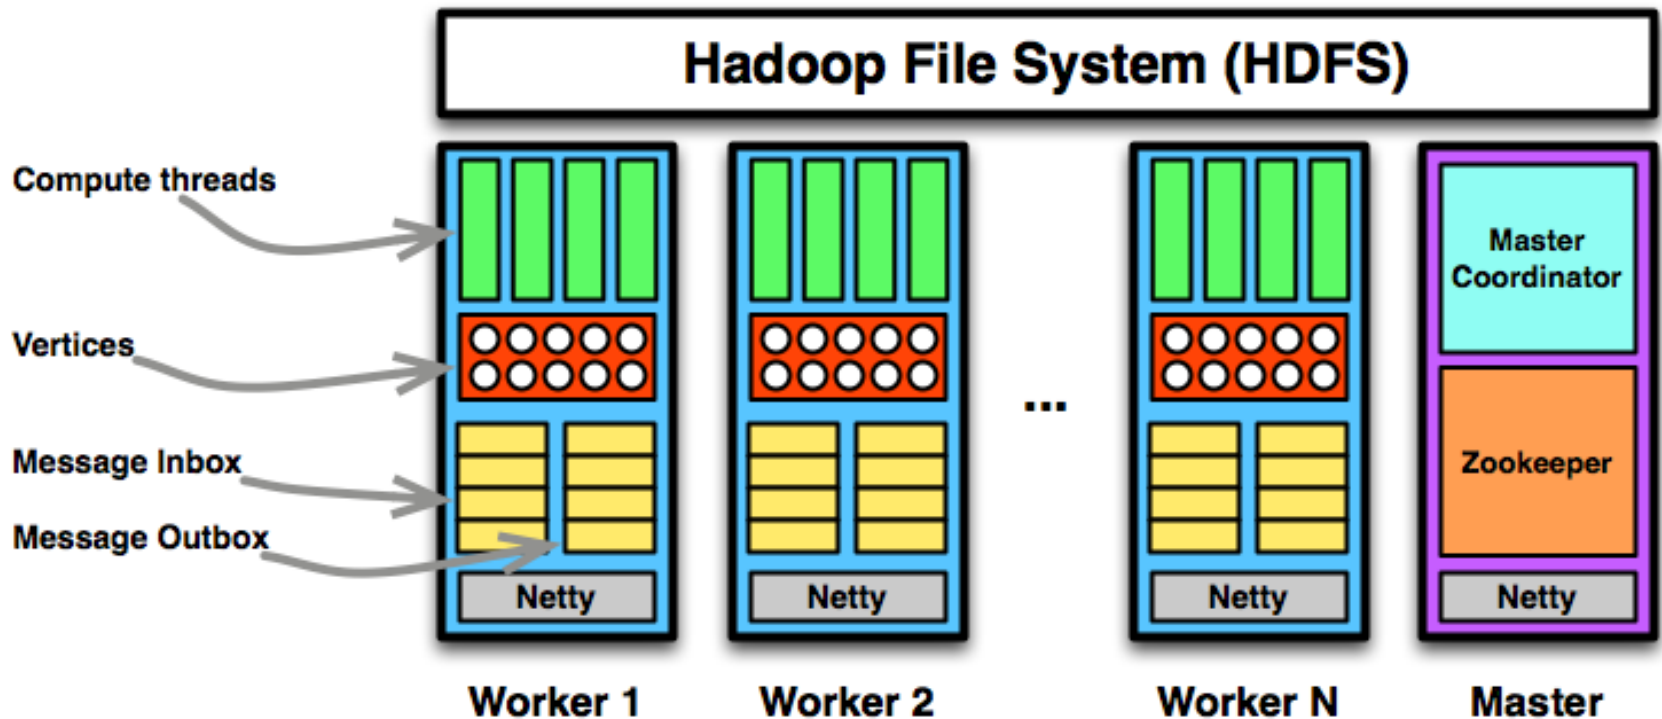 Hadoop File System (HDFS)
Compute threads
Vertices
Message Inbox
Message Outbox
Master
Coordinator
Zookeeper
...
Netty
Netty
Netty
Netty
Worker 1
Worker 2
Worker N
Master